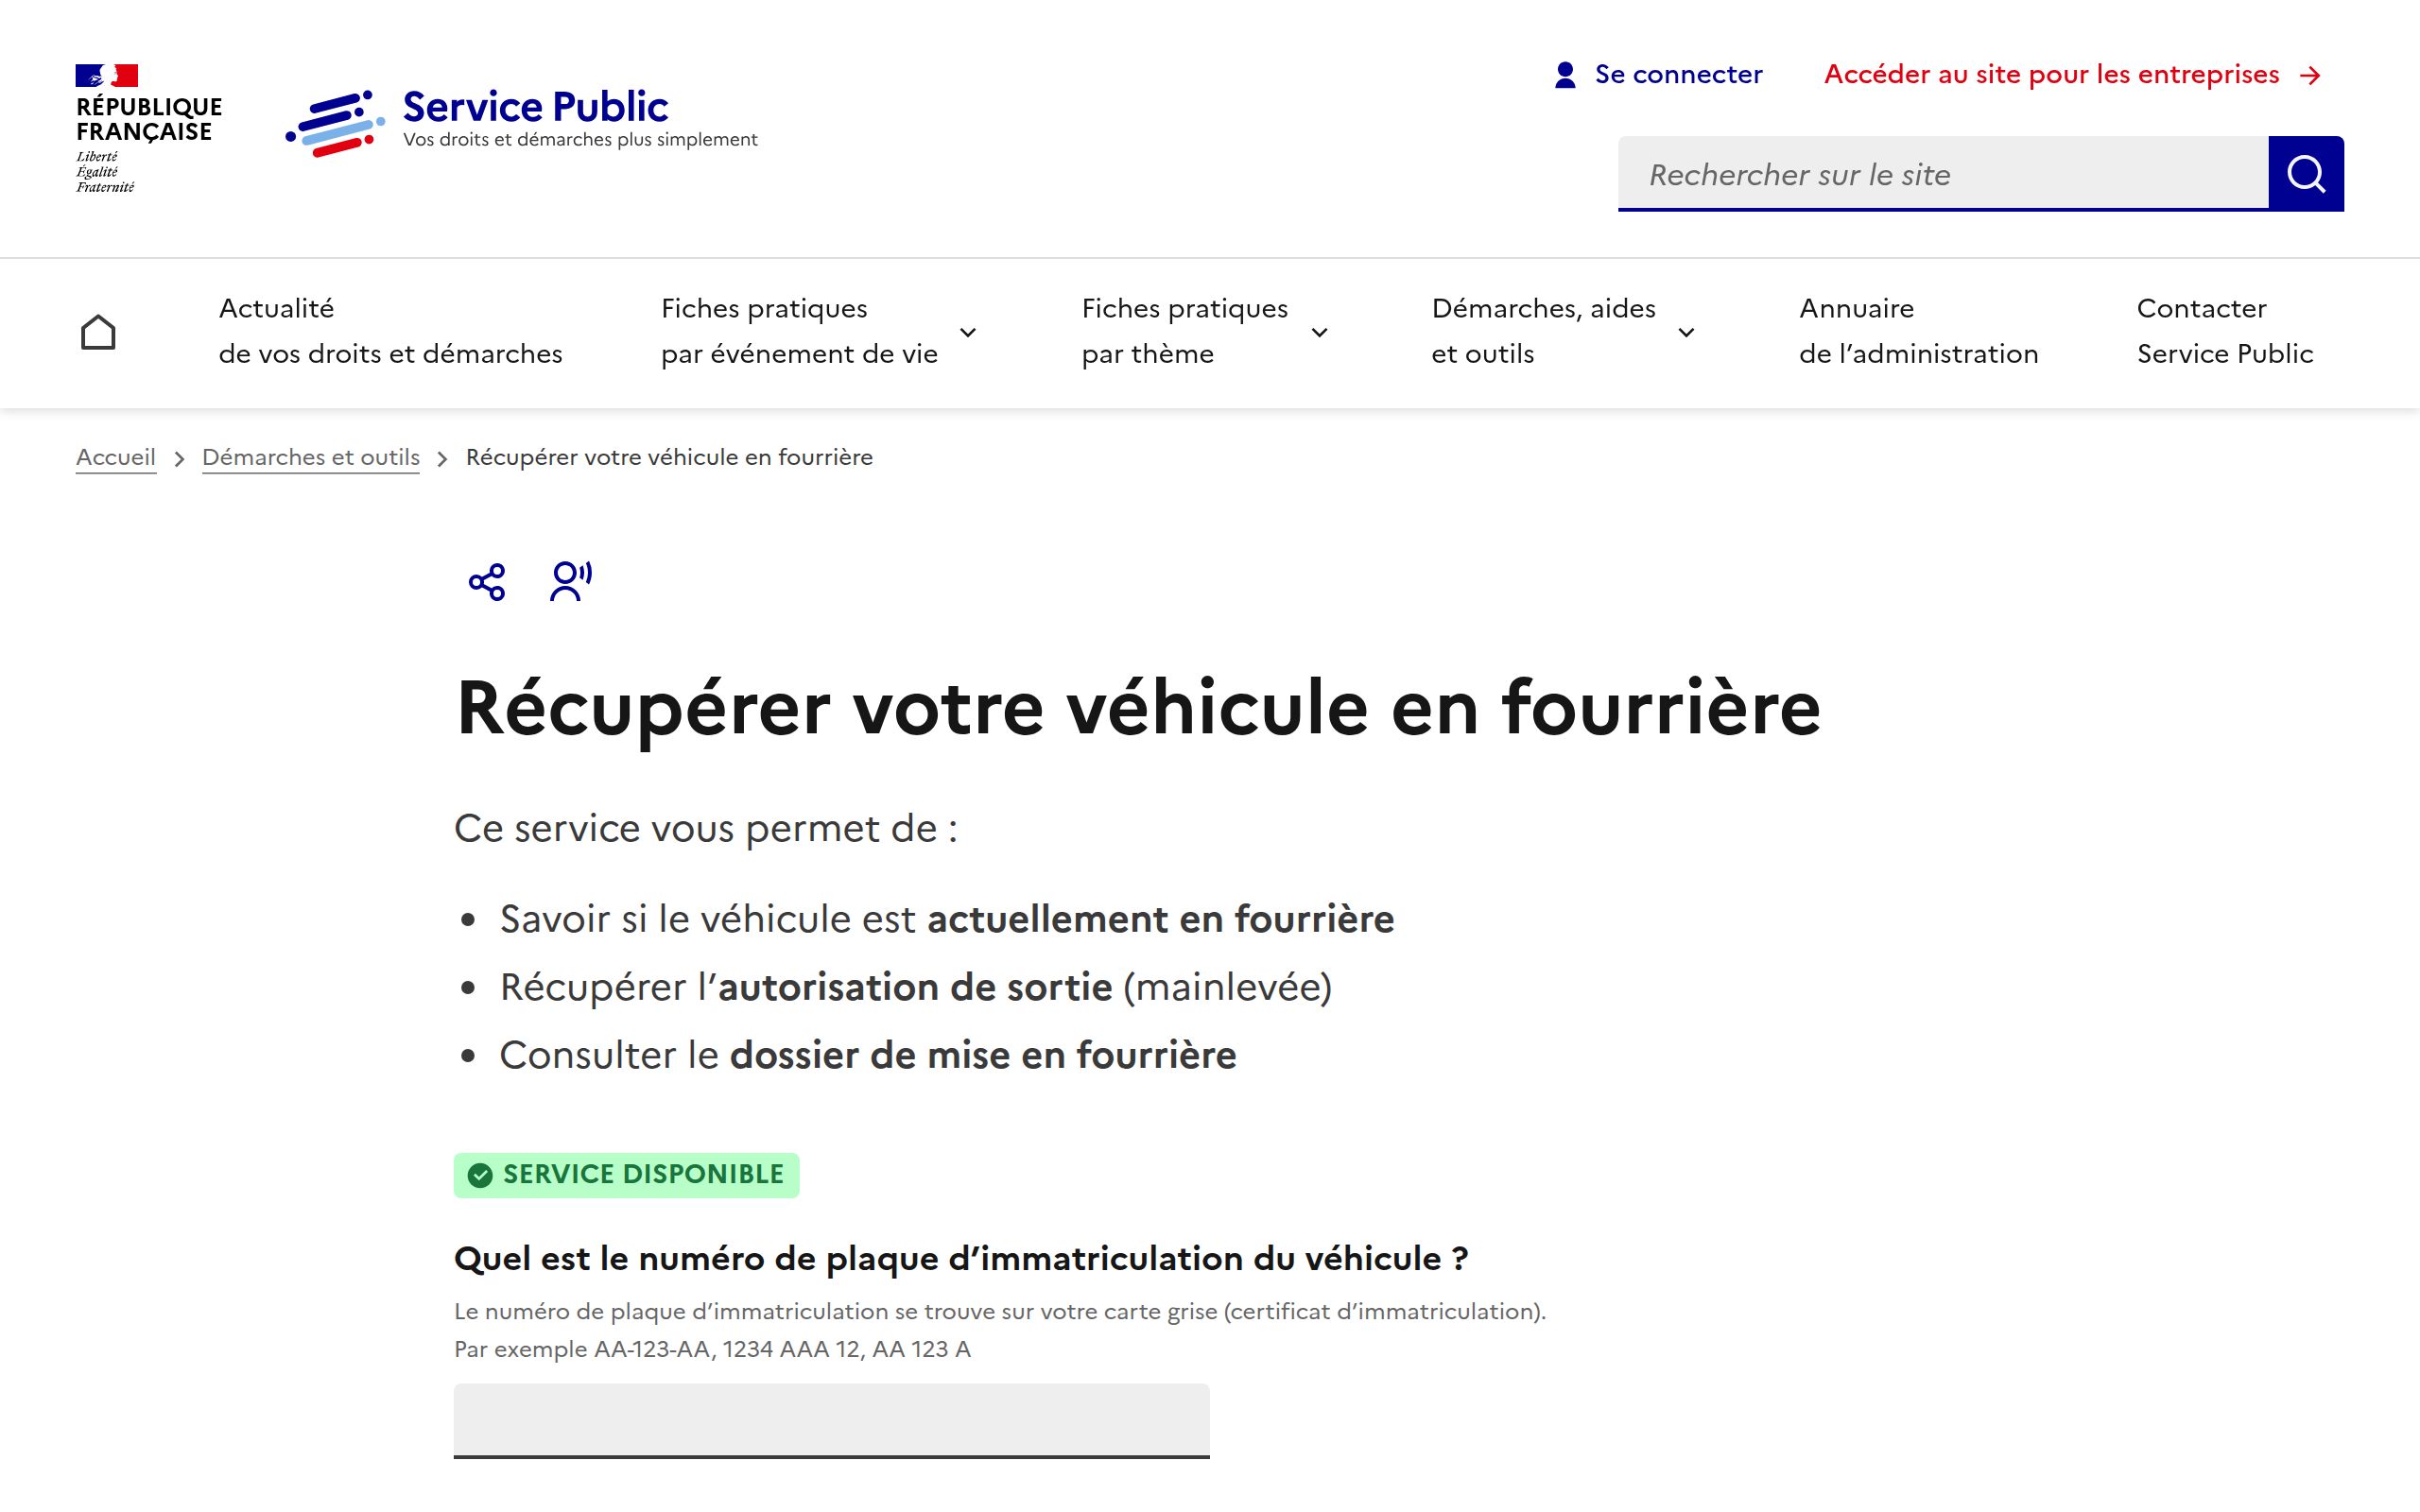 RÉPUBLIQUE
FRANÇAISE
Liberté
Égalité
Fraternité
Service Public
Vos droits et démarches plus simplement
Se connecter
Accéder au site pour les entreprises
Rechercher sur le site
Actualité
de vos droits et démarches
Fiches pratiques
par événement de vie
Fiches pratiques
par thème
Démarches, aides
et outils
Annuaire
de l’administration
Contacter
Service Public
Accueil
Démarches et outils
Récupérer votre véhicule en fourrière
Récupérer votre véhicule en fourrière
Ce service vous permet de :
Savoir si le véhicule est actuellement en fourrière
Récupérer l’autorisation de sortie (mainlevée)
Consulter le dossier de mise en fourrière
SERVICE DISPONIBLE
Quel est le numéro de plaque d’immatriculation du véhicule ?
Le numéro de plaque d’immatriculation se trouve sur votre carte grise (certificat d’immatriculation).
Par exemple AA-123-AA, 1234 AAA 12, AA 123 A